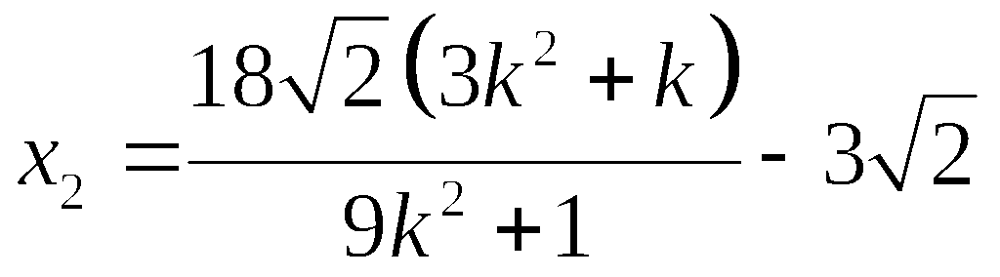 x₂ = 18√2(3k² + k) / 9k² + 1 - 3√2